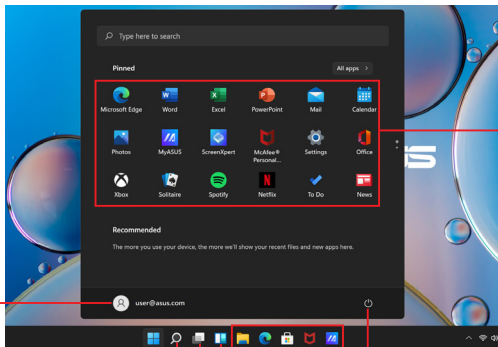 Type here to search
Pinned
All apps >
Microsoft Edge Word Excel PowerPoint Mail Calendar
Photos MyASUS ScreenXpert McAfee® Settings Office
Personal...
Xbox Solitaire Spotify Netflix To Do News
Recommended
The more you use your device, the more we'll show your recent files and new apps here.
user@asus.com